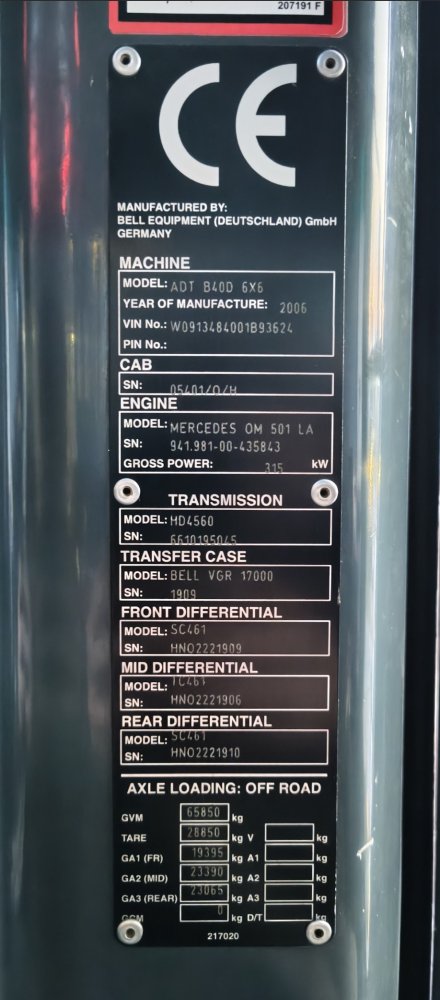 207191 F
CE
MANUFACTURED BY:
BELL EQUIPMENT (DEUTSCHLAND) GmbH
GERMANY
MACHINE
MODEL: ADT B40D 6X6
YEAR OF MANUFACTURE: 2006
VIN No.: W0913484001B93624
PIN No.:
CAB
SN: 05401/0/H
ENGINE
MODEL: MERCEDES OM 501 LA
SN: 941.981-00-435843
GROSS POWER: 315 kW
TRANSMISSION
MODEL: HD4560
SN: 6610195045
TRANSFER CASE
MODEL: BELL VGR 17000
SN: 1909
FRONT DIFFERENTIAL
MODEL: SC461
SN: HNO2221909
MID DIFFERENTIAL
MODEL: TC461
SN: HNO2221906
REAR DIFFERENTIAL
MODEL: SC461
SN: HNO2221910
AXLE LOADING: OFF ROAD
GVM 65850 kg
TARE 28850 kg V kg
GA1 (FR) 19395 kg A1 kg
GA2 (MID) 23390 kg A2 kg
GA3 (REAR) 23065 kg A3 kg
GCM 0 kg D/T kg
217020